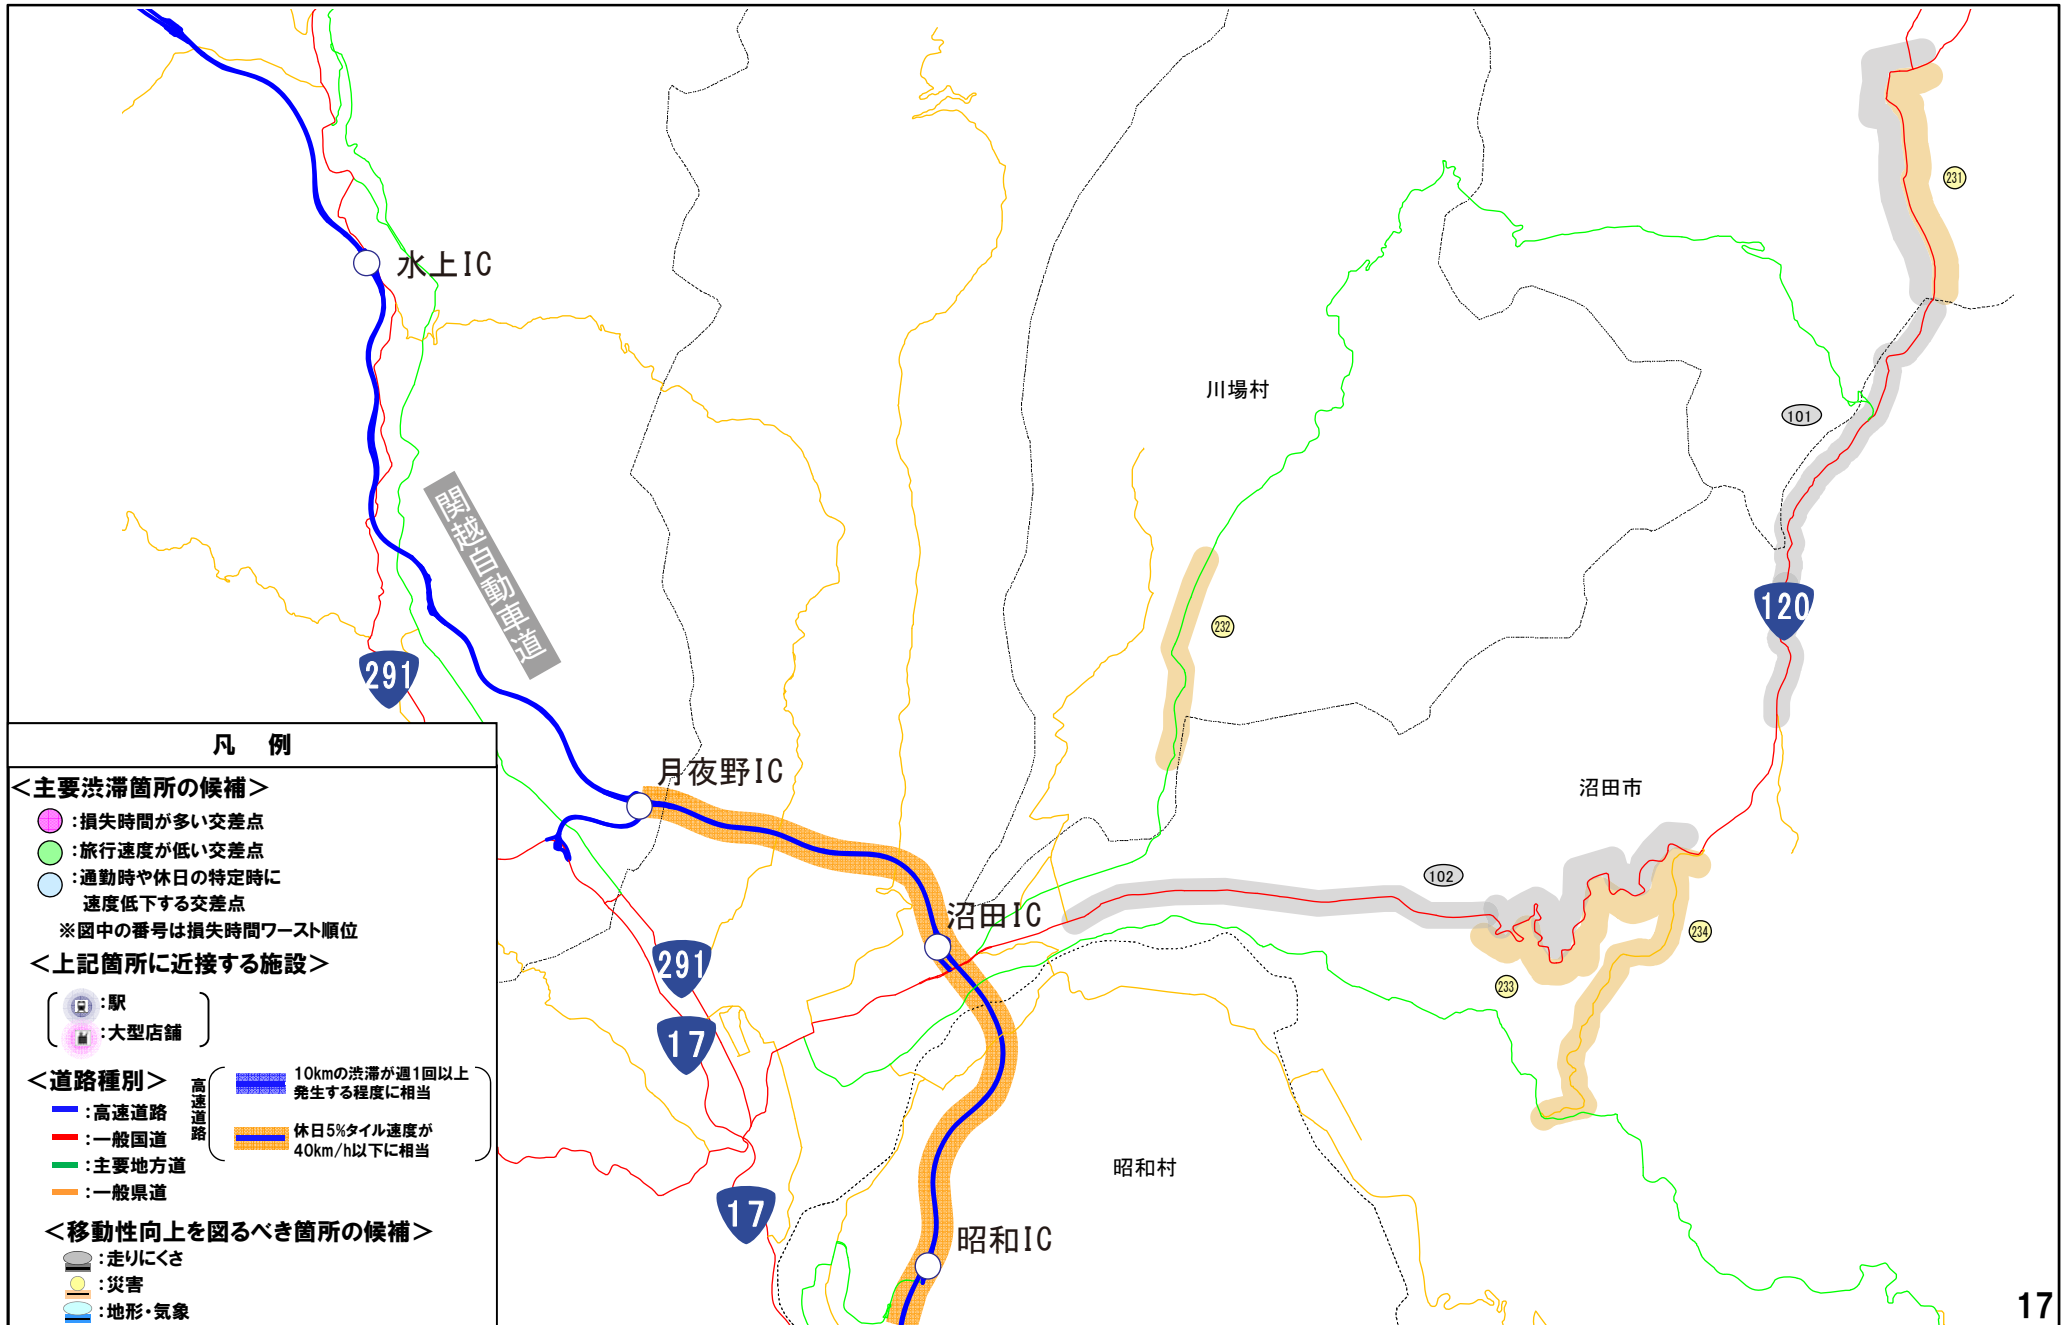 231
水上IC
川場村
101
関越自動車道
120
232
291
月夜野IC
沼田市
102
沼田IC
234
291
233
17
昭和村
17
昭和IC
凡 例
＜主要渋滞箇所の候補＞
：損失時間が多い交差点
：旅行速度が低い交差点
：通勤時や休日の特定時に
速度低下する交差点
※図中の番号は損失時間ワースト順位
＜上記箇所に近接する施設＞
：駅
：大型店舗
＜道路種別＞
：高速道路
：一般国道
：主要地方道
：一般県道
高速道路
10kmの渋滞が週1回以上
発生する程度に相当
休日5%タイル速度が
40km/h以下に相当
＜移動性向上を図るべき箇所の候補＞
：走りにくさ
：災害
：地形・気象
17